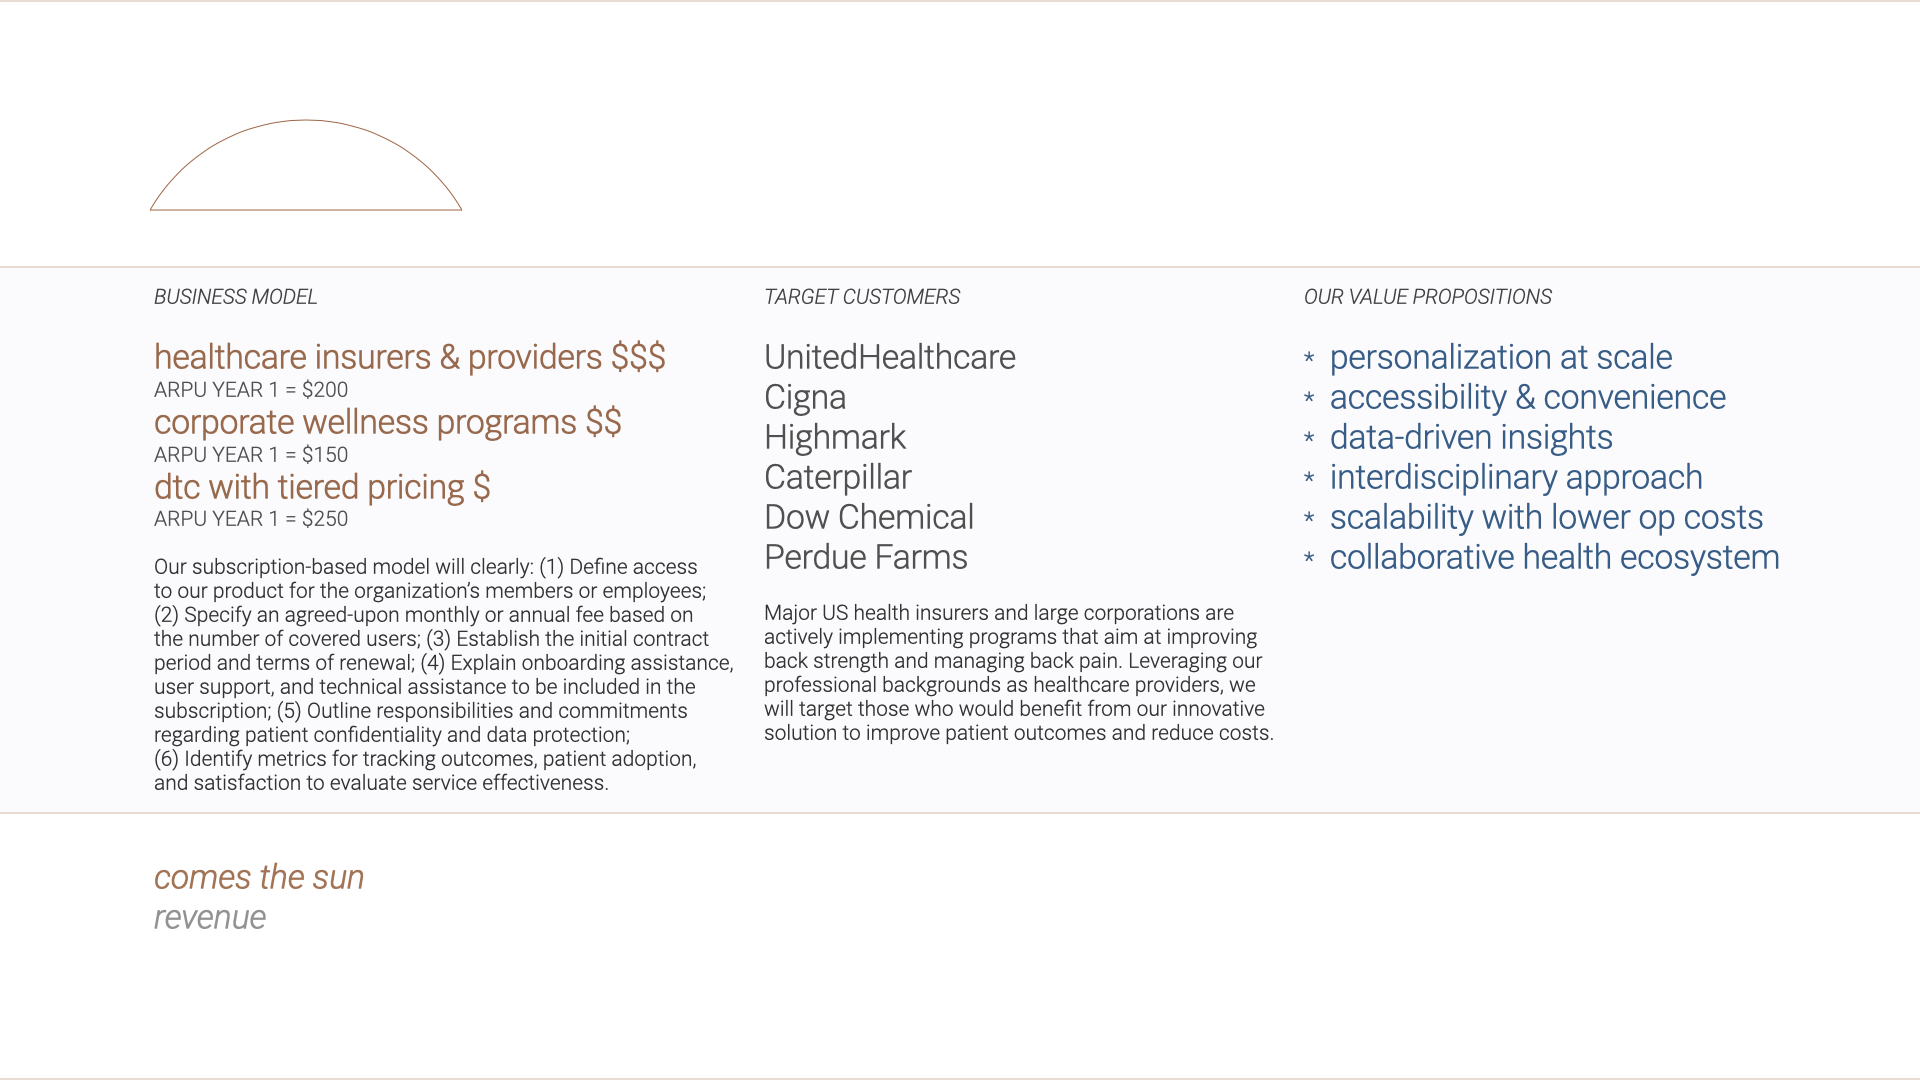 BUSINESS MODEL
healthcare insurers & providers $$$
ARPU YEAR 1 = $200
corporate wellness programs $$
ARPU YEAR 1 = $150
dtc with tiered pricing $
ARPU YEAR 1 = $250
Our subscription-based model will clearly: (1) Define access
to our product for the organization’s members or employees;
(2) Specify an agreed-upon monthly or annual fee based on
the number of covered users; (3) Establish the initial contract
period and terms of renewal; (4) Explain onboarding assistance,
user support, and technical assistance to be included in the
subscription; (5) Outline responsibilities and commitments
regarding patient confidentiality and data protection;
(6) Identify metrics for tracking outcomes, patient adoption,
and satisfaction to evaluate service effectiveness.
TARGET CUSTOMERS
UnitedHealthcare
Cigna
Highmark
Caterpillar
Dow Chemical
Perdue Farms
Major US health insurers and large corporations are
actively implementing programs that aim at improving
back strength and managing back pain. Leveraging our
professional backgrounds as healthcare providers, we
will target those who would benefit from our innovative
solution to improve patient outcomes and reduce costs.
OUR VALUE PROPOSITIONS
* personalization at scale
* accessibility & convenience
* data-driven insights
* interdisciplinary approach
* scalability with lower op costs
* collaborative health ecosystem
comes the sun
revenue